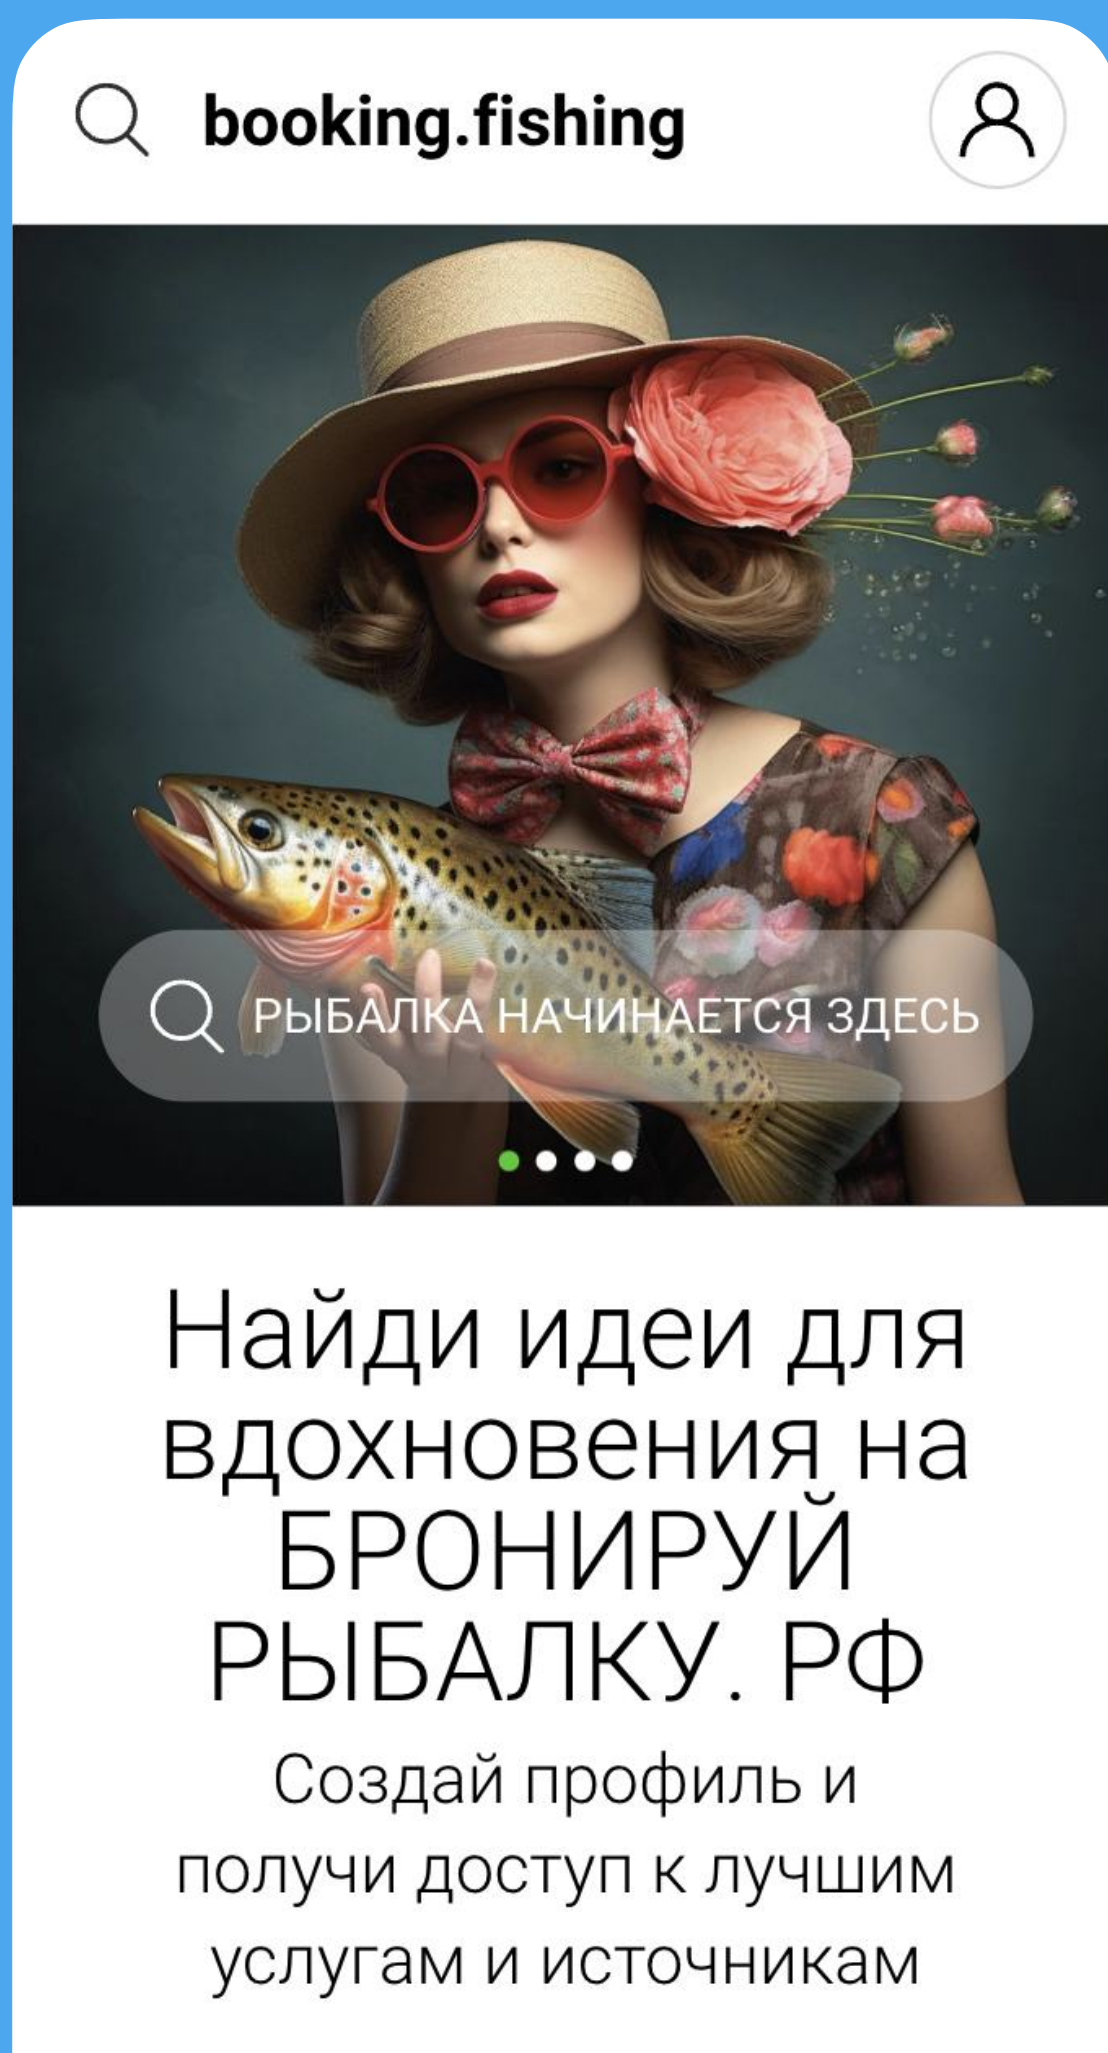 booking.fishing
РЫБАЛКА НАЧИНАЕТСЯ ЗДЕСЬ
Найди идеи для
вдохновения на
БРОНИРУЙ
РЫБАЛКУ. РФ
Создай профиль и
получи доступ к лучшим
услугам и источникам